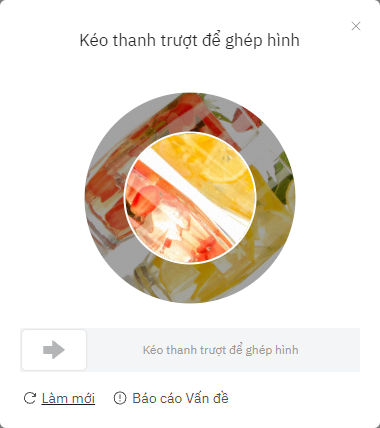 Kéo thanh trượt để ghép hình
Kéo thanh trượt để ghép hình
Làm mới
Báo cáo Vấn đề